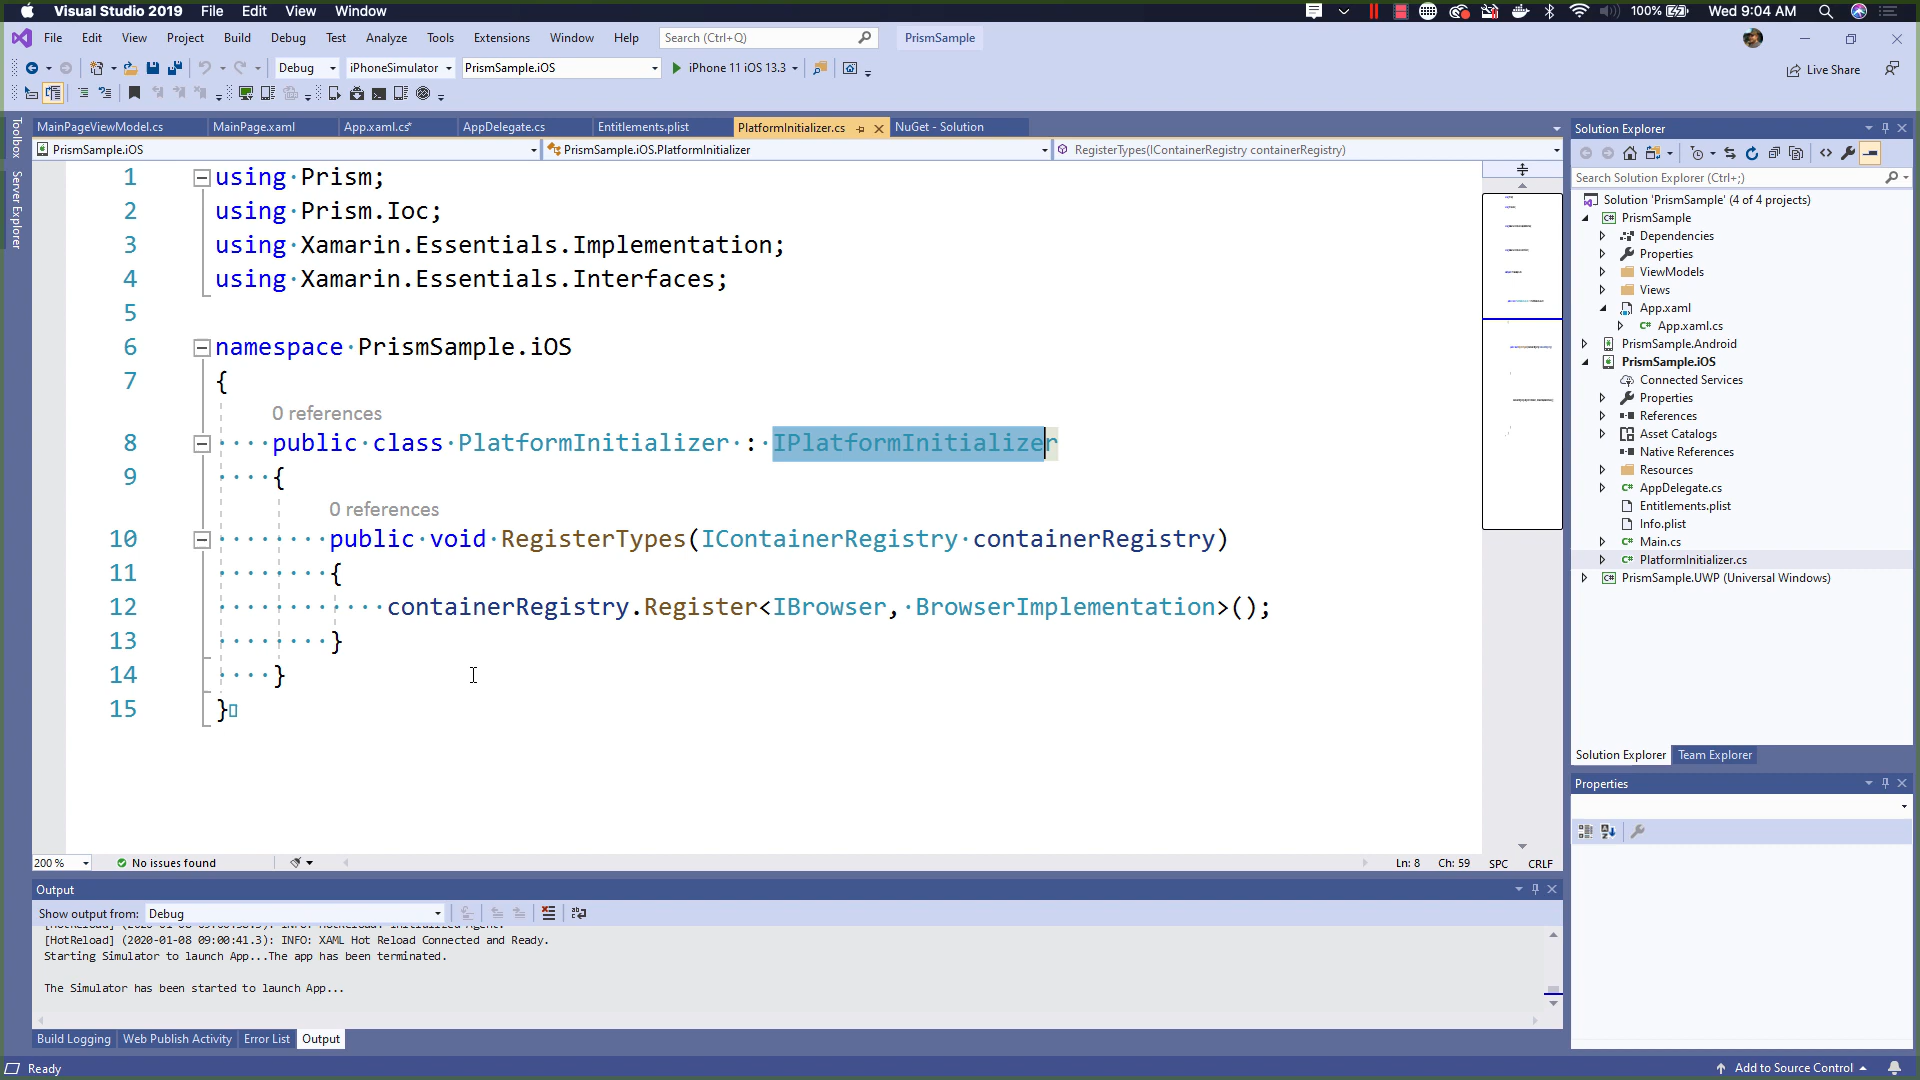 Visual Studio 2019 File Edit View Window 100% Wed 9:04 AM
File Edit View Project Build Debug Test Analyze Tools Extensions Window Help Search (Ctrl+Q) PrismSample
Debug iPhoneSimulator PrismSample.iOS iPhone 11 iOS 13.3 Live Share
Toolbox
Server Explorer
MainPageViewModel.cs MainPage.xaml App.xaml.cs* AppDelegate.cs Entitlements.plist PlatformInitializer.cs NuGet - Solution
PrismSample.iOS PrismSample.iOS.PlatformInitializer RegisterTypes(IContainerRegistry containerRegistry)
1 using Prism;
2 using Prism.Ioc;
3 using Xamarin.Essentials.Implementation;
4 using Xamarin.Essentials.Interfaces;
5
6 namespace PrismSample.iOS
7 {
0 references
8 public class PlatformInitializer : IPlatformInitializer
9 {
0 references
10 public void RegisterTypes(IContainerRegistry containerRegistry)
11 {
12 containerRegistry.Register<IBrowser, BrowserImplementation>();
13 }
14 }
15 }
200 % No issues found Ln: 8 Ch: 59 SPC CRLF
Output
Show output from: Debug
[HotReload] (2020-01-08 09:00:41.3): INFO: XAML Hot Reload Connected and Ready.
Starting Simulator to launch App...The app has been terminated.
The Simulator has been started to launch App...
Build Logging Web Publish Activity Error List Output
Solution Explorer
Search Solution Explorer (Ctrl+;)
Solution 'PrismSample' (4 of 4 projects)
PrismSample
Dependencies
Properties
ViewModels
Views
App.xaml
App.xaml.cs
PrismSample.Android
PrismSample.iOS
Connected Services
Properties
References
Asset Catalogs
Native References
Resources
AppDelegate.cs
Entitlements.plist
Info.plist
Main.cs
PlatformInitializer.cs
PrismSample.UWP (Universal Windows)
Solution Explorer Team Explorer
Properties
Ready Add to Source Control